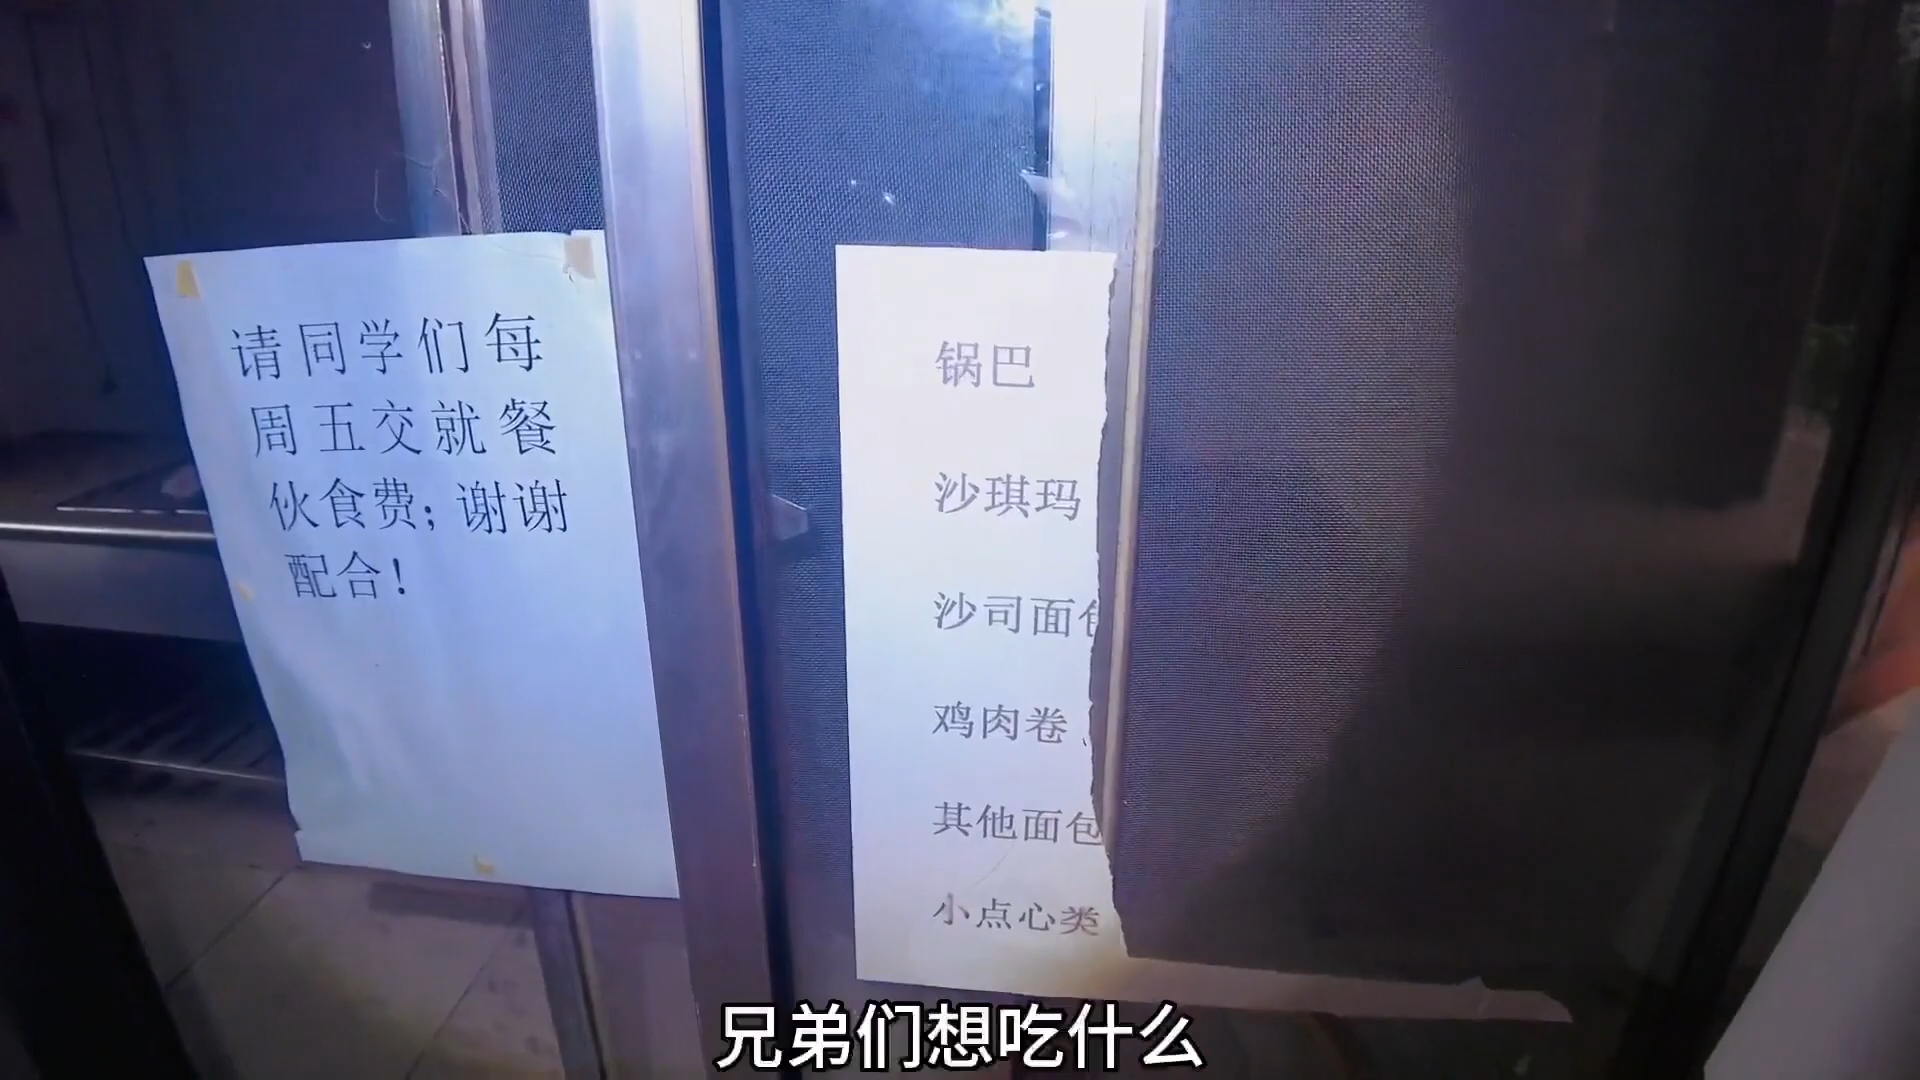 请同学们每
周五交就餐
伙食费；谢谢
配合！
锅巴
沙琪玛
沙司面包
鸡肉卷
其他面包
小点心类
兄弟们想吃什么